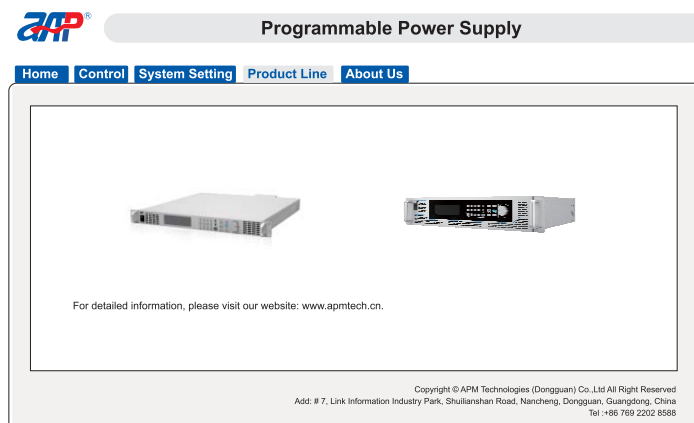 APM®
Programmable Power Supply
Home Control System Setting Product Line About Us
For detailed information, please visit our website: www.apmtech.cn.
Copyright © APM Technologies (Dongguan) Co.,Ltd All Right Reserved
Add: # 7, Link Information Industry Park, Shuilianshan Road, Nancheng, Dongguan, Guangdong, China
Tel :+86 769 2202 8588